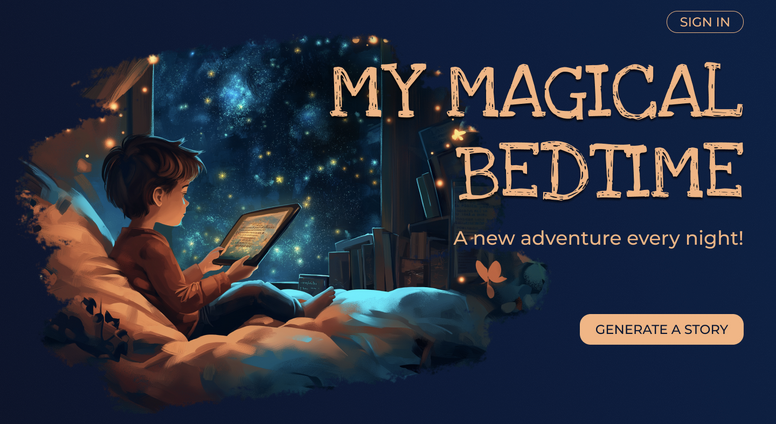 SIGN IN
MY MAGICAL
BEDTIME
A new adventure every night!
GENERATE A STORY